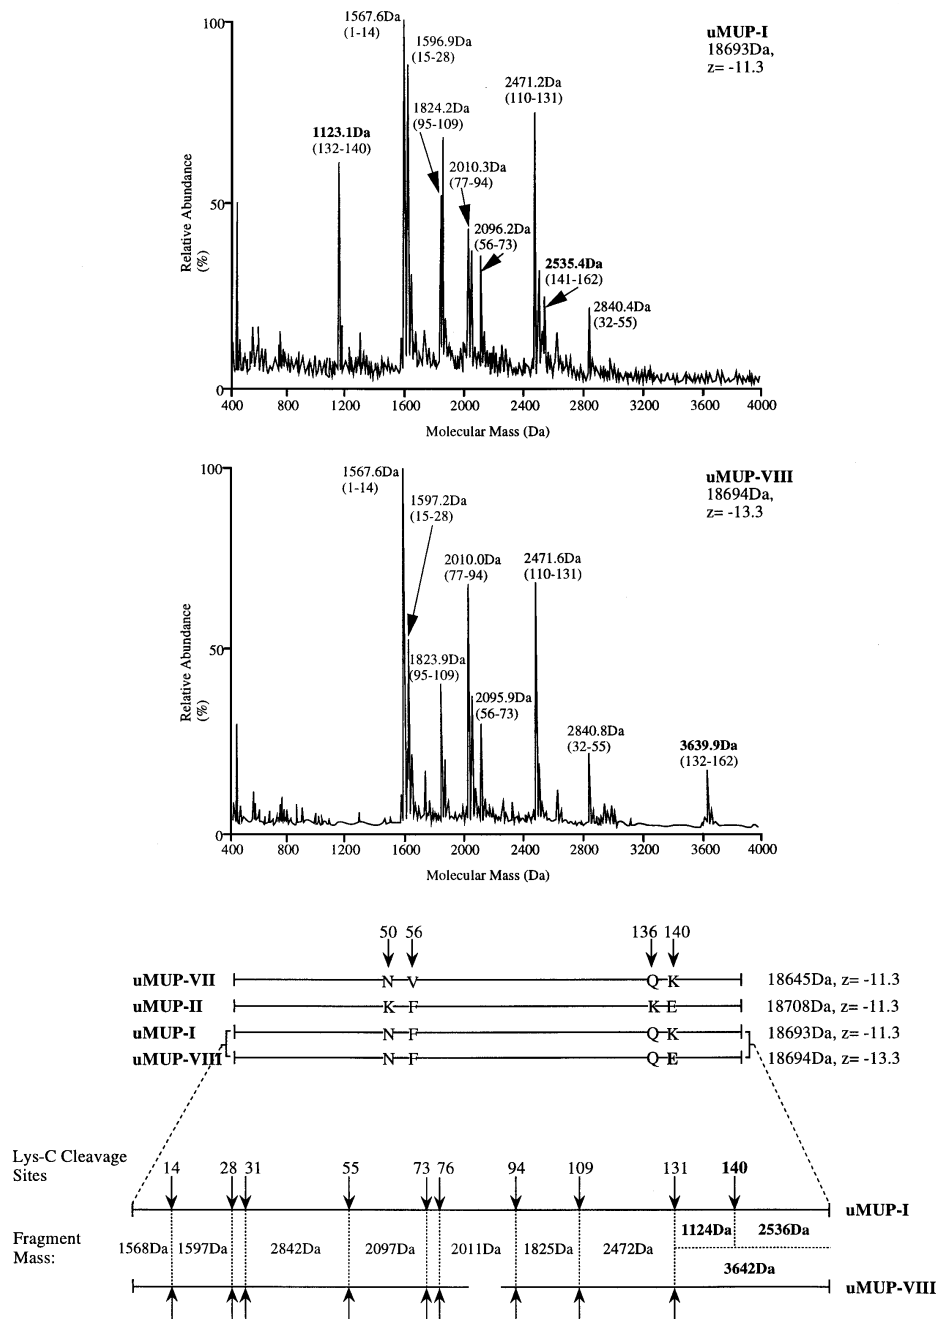 1567.6Da
(1-14)
1596.9Da
(15-28)
1824.2Da
(95-109)
1123.1Da
(132-140)
2010.3Da
(77-94)
2096.2Da
(56-73)
2471.2Da
(110-131)
2535.4Da
(141-162)
2840.4Da
(32-55)
uMUP-I
18693Da,
z= -11.3
100
50
0
Relative Abundance
(%)
400 800 1200 1600 2000 2400 2800 3200 3600 4000
Molecular Mass (Da)
1567.6Da
(1-14)
1597.2Da
(15-28)
2010.0Da
(77-94)
2471.6Da
(110-131)
1823.9Da
(95-109)
2095.9Da
(56-73)
2840.8Da
(32-55)
3639.9Da
(132-162)
uMUP-VIII
18694Da,
z= -13.3
100
50
0
Relative Abundance
(%)
400 800 1200 1600 2000 2400 2800 3200 3600 4000
Molecular Mass (Da)
50 56 136 140
uMUP-VII N V Q K 18645Da, z= -11.3
uMUP-II K F K E 18708Da, z= -11.3
uMUP-I N F Q K 18693Da, z= -11.3
uMUP-VIII N F Q E 18694Da, z= -13.3
Lys-C Cleavage
Sites
14 28 31 55 73 76 94 109 131 140
uMUP-I
Fragment
Mass:
1568Da 1597Da 2842Da 2097Da 2011Da 1825Da 2472Da 1124Da 2536Da
3642Da
uMUP-VIII